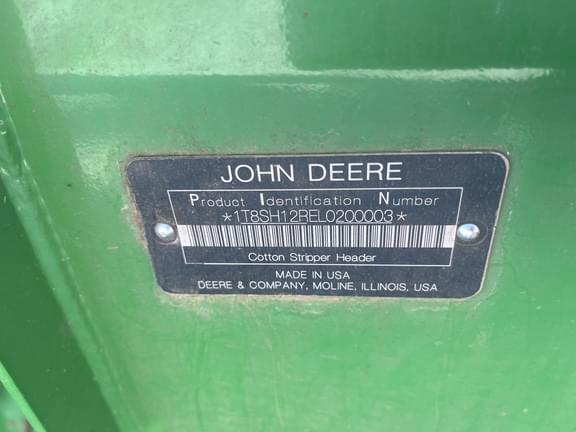 JOHN DEERE
Product Identification Number
*1T8SH12REL0200003*
Cotton Stripper Header
MADE IN USA
DEERE & COMPANY, MOLINE, ILLINOIS, USA